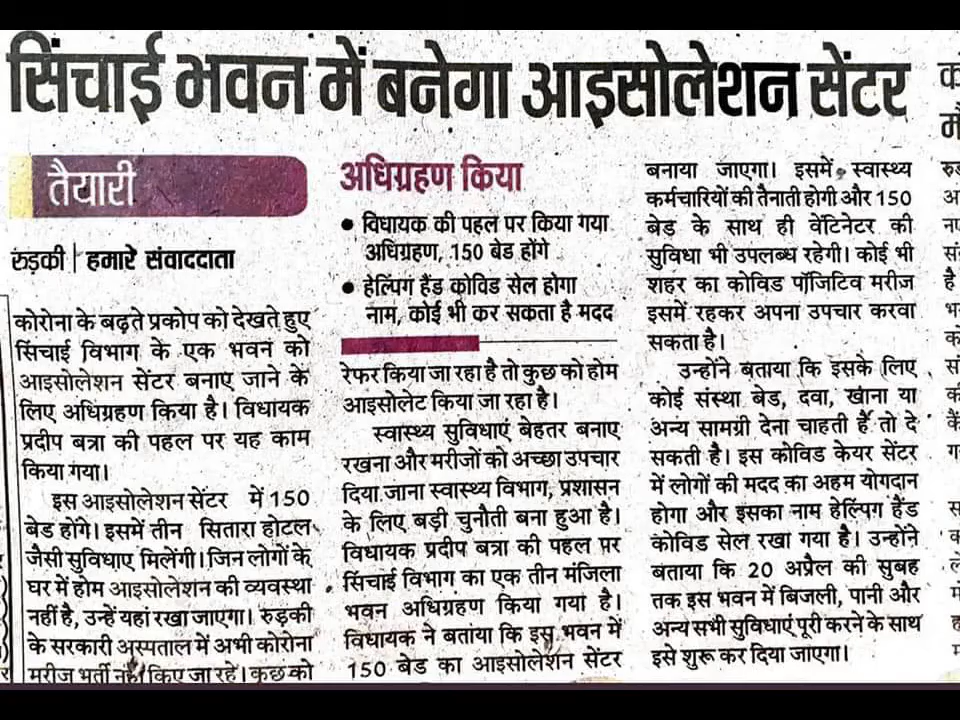 सिंचाई भवन में बनेगा आइसोलेशन सेंटर
तैयारी
रुड़की | हमारे संवाददाता
कोरोना के बढ़ते प्रकोप को देखते हुए
सिंचाई विभाग के एक भवन को
आइसोलेशन सेंटर बनाए जाने के
लिए अधिग्रहण किया है। विधायक
प्रदीप बत्रा की पहल पर यह काम
किया गया।
इस आइसोलेशन सेंटर में 150
बेड होंगे। इसमें तीन सितारा होटल
जैसी सुविधाए मिलेंगी। जिन लोगों के
घर में होम आइसोलेशन की व्यवस्था
नहीं है, उन्हें यहां रखा जाएगा। रुड़की
के सरकारी अस्पताल में अभी कोरोना
मरीज भर्ती नहीं किए जा रहे। कुछ को
अधिग्रहण किया
• विधायक की पहल पर किया गया
अधिग्रहण, 150 बेड होंगे
• हेल्पिंग हैंड कोविड सेल होगा
नाम, कोई भी कर सकता है मदद
रेफर किया जा रहा है तो कुछ को होम
आइसोलेट किया जा रहा है।
स्वास्थ्य सुविधाएं बेहतर बनाए
रखना और मरीजों को अच्छा उपचार
दिया जाना स्वास्थ्य विभाग, प्रशासन
के लिए बड़ी चुनौती बना हुआ है।
विधायक प्रदीप बत्रा की पहल पर
सिंचाई विभाग का एक तीन मंजिला
भवन अधिग्रहण किया गया है।
विधायक ने बताया कि इस भवन में
150 बेड का आइसोलेशन सेंटर
बनाया जाएगा। इसमें स्वास्थ्य
कर्मचारियों की तैनाती होगी और 150
बेड के साथ ही वेंटिनेटर की
सुविधा भी उपलब्ध रहेगी। कोई भी
शहर का कोविड पॉजिटिव मरीज
इसमें रहकर अपना उपचार करवा
सकता है।
उन्होंने बताया कि इसके लिए
कोई संस्था बेड, दवा, खाना या
अन्य सामग्री देना चाहती है तो दे
सकती है। इस कोविड केयर सेंटर
में लोगों की मदद का अहम योगदान
होगा और इसका नाम हेल्पिंग हैंड
कोविड सेल रखा गया है। उन्होंने
बताया कि 20 अप्रैल की सुबह
तक इस भवन में बिजली, पानी और
अन्य सभी सुविधाएं पूरी करने के साथ
इसे शुरू कर दिया जाएगा।